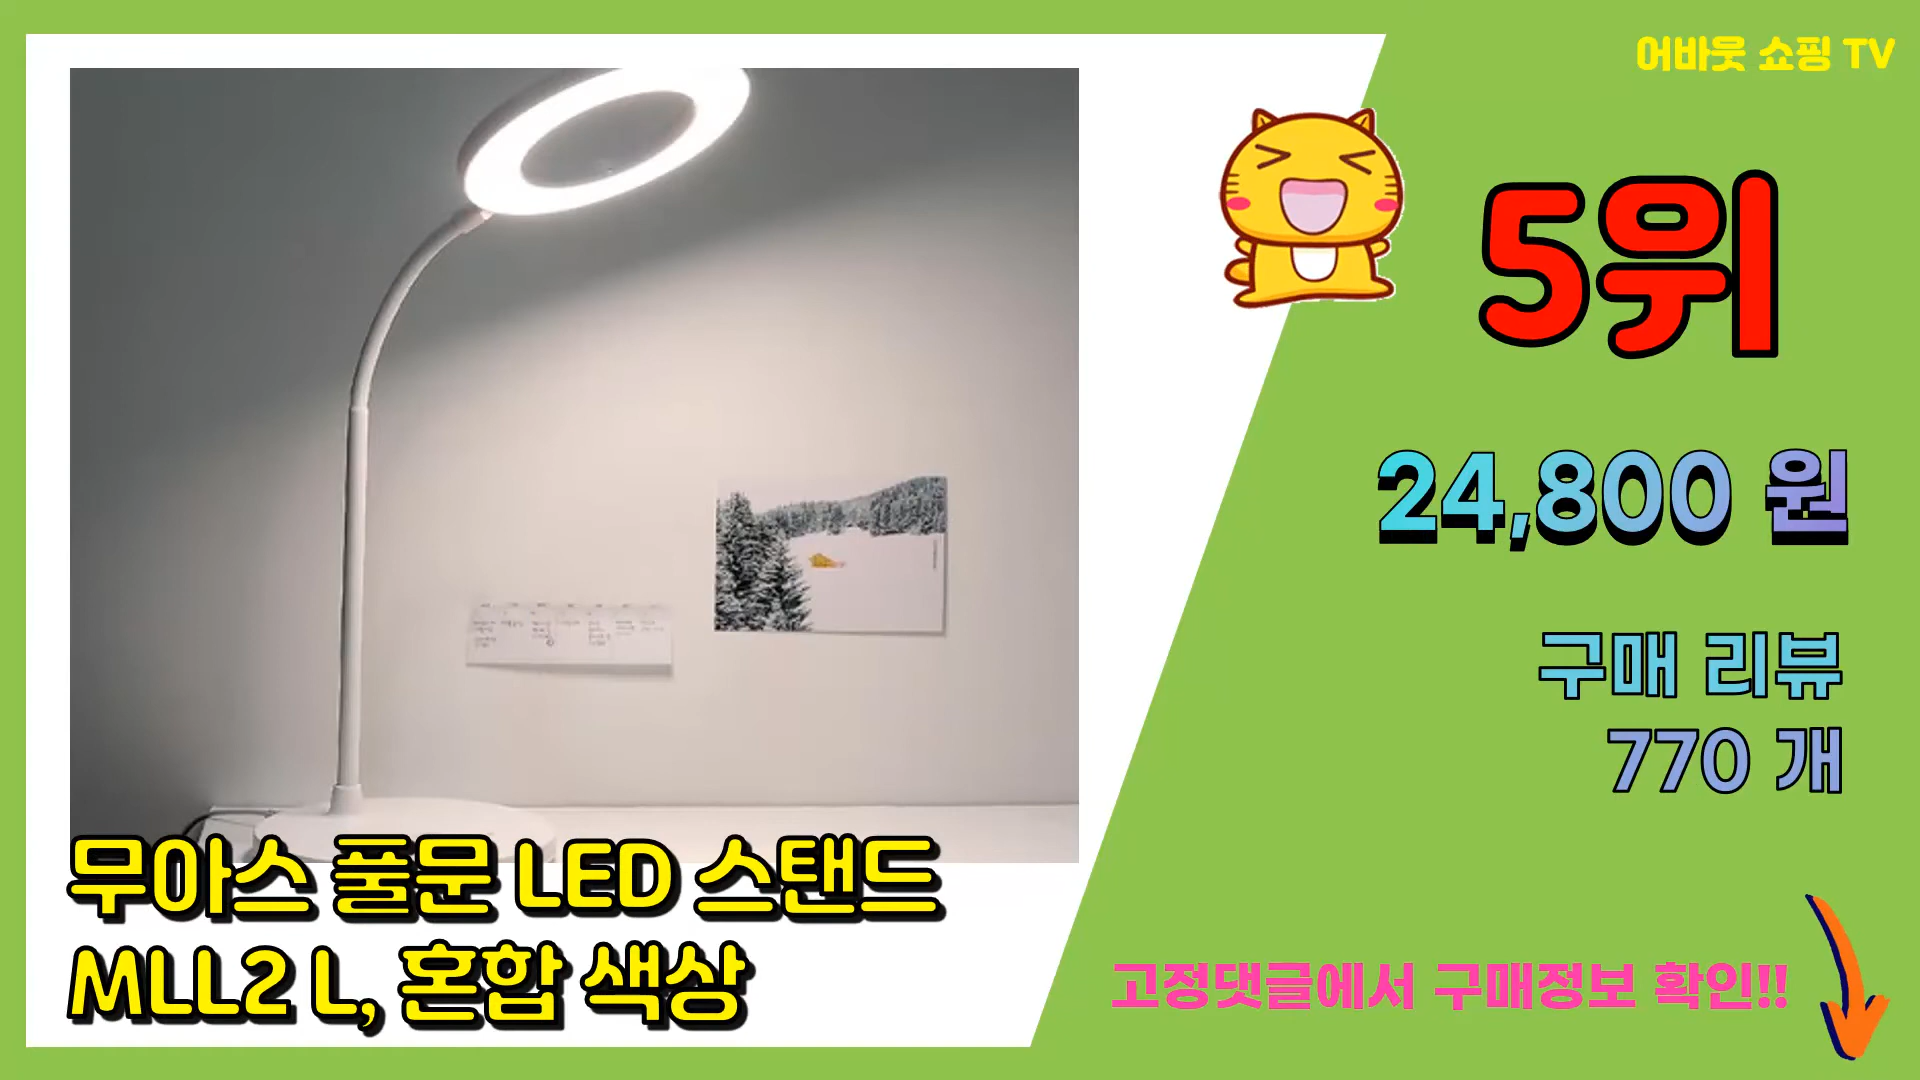 어바웃 쇼핑 TV
5위
24,800 원
구매 리뷰
770 개
무아스 풀문 LED 스탠드
MLL2 L, 혼합 색상
고정댓글에서 구매정보 확인!!